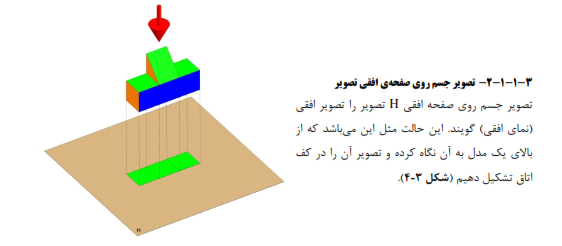 ۳-۱-۱-۲- تصویر جسم روی صفحه‌ی افقی تصویر
تصویر جسم روی صفحه افقی H تصویر را تصویر افقی
(نمای افقی) گویند. این حالت مثل این می‌باشد که از
بالای یک مدل به آن نگاه کرده و تصویر آن را در کف
اتاق تشکیل دهیم (شکل ۳-۴).
H